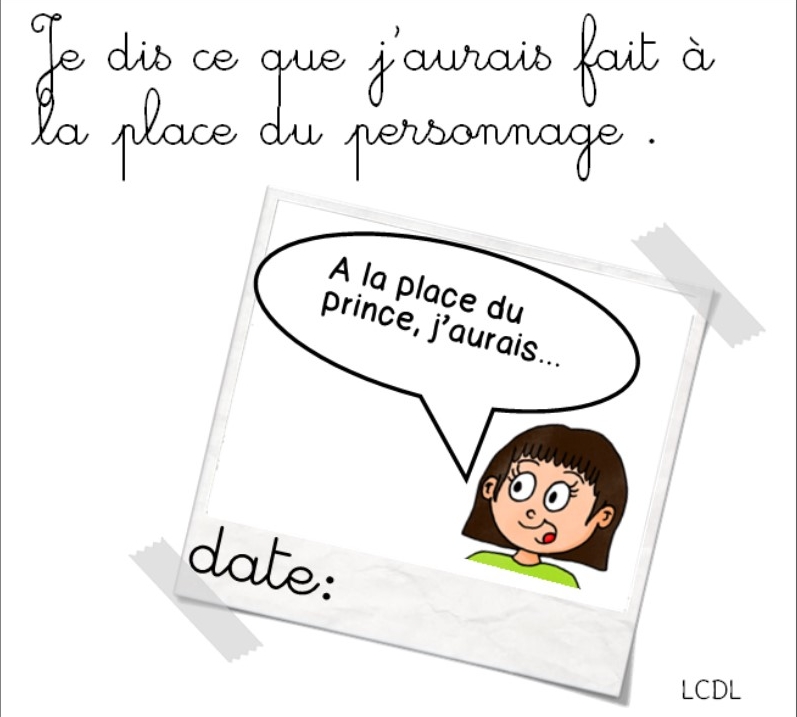 Je dis ce que j'aurais fait à
la place du personnage .
A la place du
prince, j'aurais...
date:
LCDL